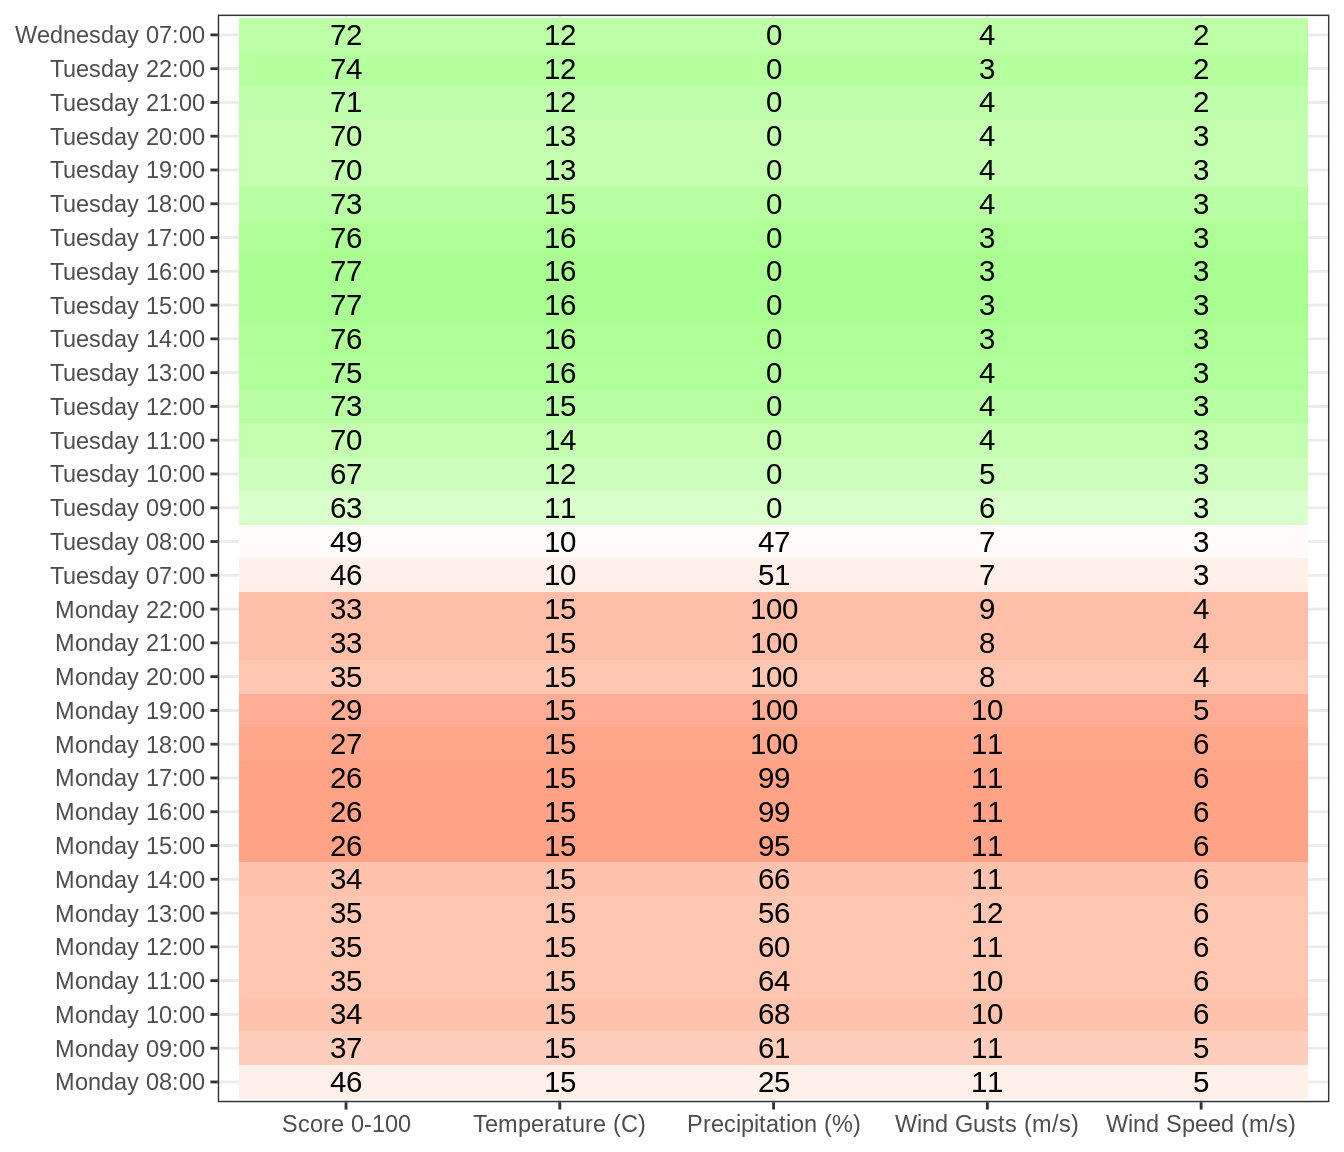 Wednesday 07:00 72 12 0 4 2
Tuesday 22:00 74 12 0 3 2
Tuesday 21:00 71 12 0 4 2
Tuesday 20:00 70 13 0 4 3
Tuesday 19:00 70 13 0 4 3
Tuesday 18:00 73 15 0 4 3
Tuesday 17:00 76 16 0 3 3
Tuesday 16:00 77 16 0 3 3
Tuesday 15:00 77 16 0 3 3
Tuesday 14:00 76 16 0 3 3
Tuesday 13:00 75 16 0 4 3
Tuesday 12:00 73 15 0 4 3
Tuesday 11:00 70 14 0 4 3
Tuesday 10:00 67 12 0 5 3
Tuesday 09:00 63 11 0 6 3
Tuesday 08:00 49 10 47 7 3
Tuesday 07:00 46 10 51 7 3
Monday 22:00 33 15 100 9 4
Monday 21:00 33 15 100 8 4
Monday 20:00 35 15 100 8 4
Monday 19:00 29 15 100 10 5
Monday 18:00 27 15 100 11 6
Monday 17:00 26 15 99 11 6
Monday 16:00 26 15 99 11 6
Monday 15:00 26 15 95 11 6
Monday 14:00 34 15 66 11 6
Monday 13:00 35 15 56 12 6
Monday 12:00 35 15 60 11 6
Monday 11:00 35 15 64 10 6
Monday 10:00 34 15 68 10 6
Monday 09:00 37 15 61 11 5
Monday 08:00 46 15 25 11 5
Score 0-100 Temperature (C) Precipitation (%) Wind Gusts (m/s) Wind Speed (m/s)